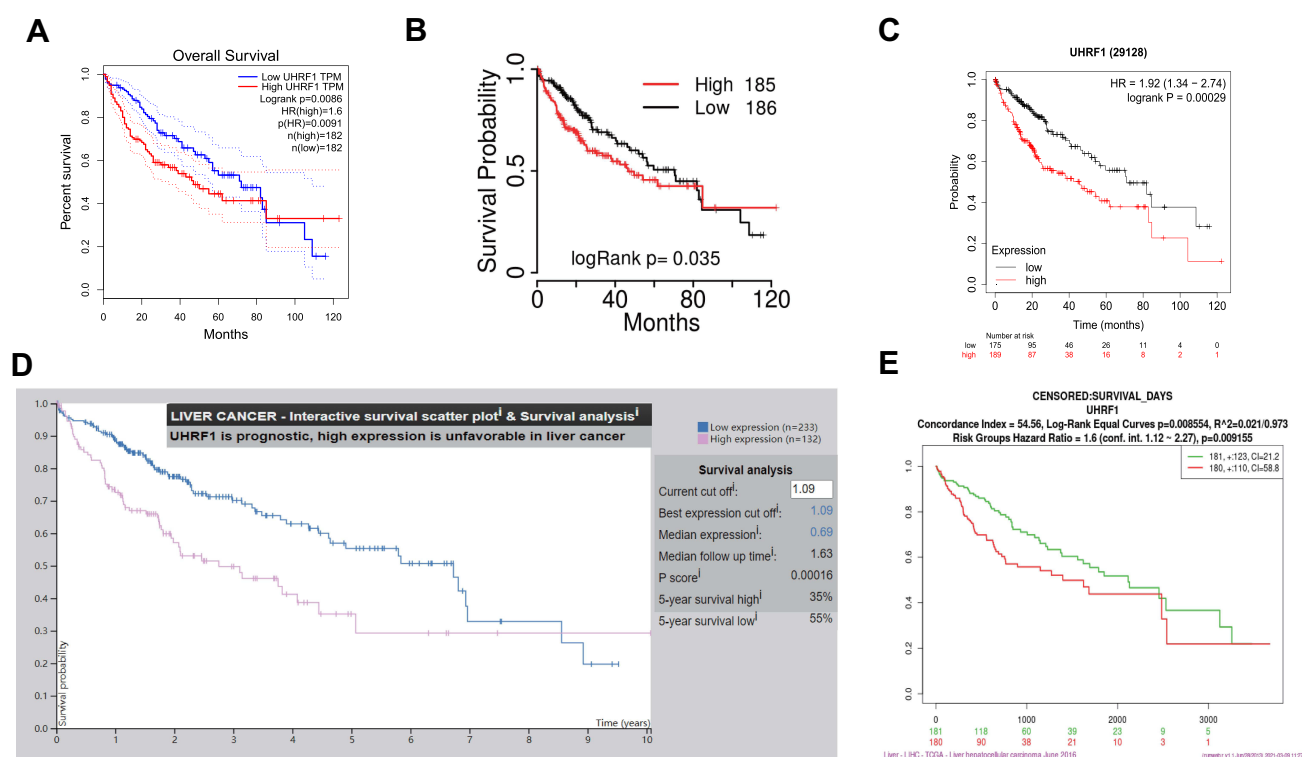 A
Overall Survival
Low UHRF1 TPM
High UHRF1 TPM
Logrank p=0.0086
HR(high)=1.6
p(HR)=0.0091
n(high)=182
n(low)=182
Percent survival
1.0
0.8
0.6
0.4
0.2
0.0
0 20 40 60 80 100 120
Months
B
High 185
Low 186
Survival Probability
1.0
0.5
0
logRank p= 0.035
0 20 40 60 80 100 120
Months
C
UHRF1 (29128)
HR = 1.92 (1.34 − 2.74)
logrank P = 0.00029
Probability
1.0
0.8
0.6
0.4
0.2
0.0
Expression
low
high
0 20 40 60 80 100 120
Time (months)
Number at risk
low 175 95 46 26 11 4 0
high 189 87 38 16 8 2 1
D
LIVER CANCER - Interactive survival scatter ploti & Survival analysisi
UHRF1 is prognostic, high expression is unfavorable in liver cancer
Low expression (n=233)
High expression (n=132)
Survival analysis
Current cut offi: 1.09
Best expression cut offi: 1.09
Median expressioni: 0.69
Median follow up timei: 1.63
P scorei 0.00016
5-year survival highi 35%
5-year survival lowi 55%
1.0
0.9
0.8
0.7
0.6
0.5
0.4
0.3
0.2
0.1
0.0
Survival probability
Time (years)
0 1 2 3 4 5 6 7 8 9 10
E
CENSORED:SURVIVAL_DAYS
UHRF1
Concordance Index = 54.56, Log-Rank Equal Curves p=0.008554, R^2=0.021/0.973
Risk Groups Hazard Ratio = 1.6 (conf. int. 1.12 ~ 2.27), p=0.009155
181, +:123, CI=21.2
180, +:110, CI=58.8
1.0
0.8
0.6
0.4
0.2
0.0
0 1000 2000 3000
181 118 60 39 23 9 5
180 90 38 21 10 3 1
Liver - LIHC - TCGA - Liver hepatocellular carcinoma June 2016